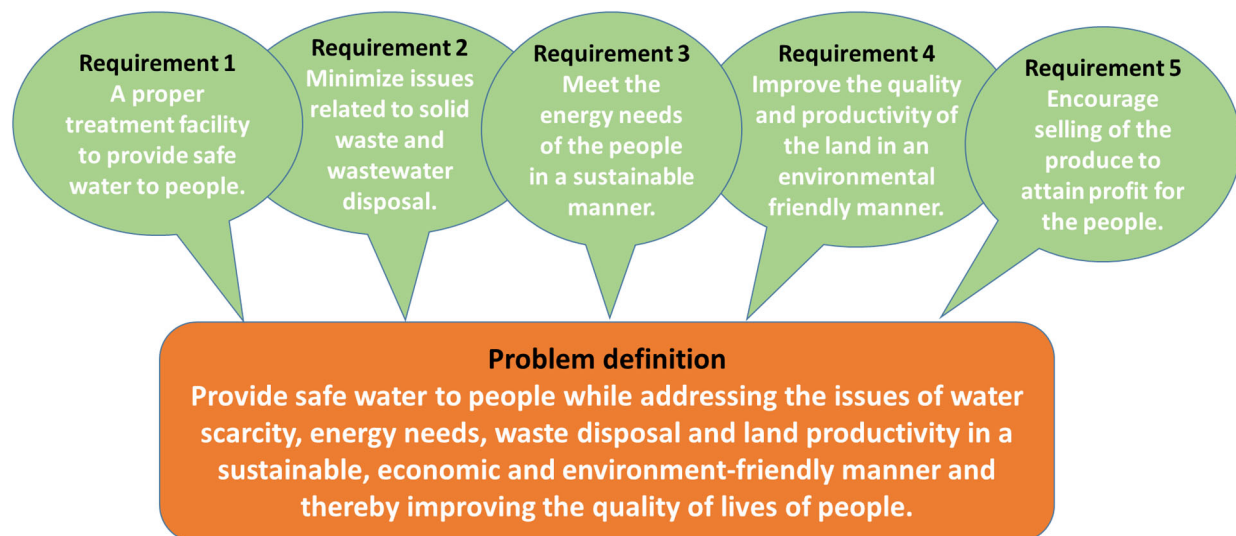 Requirement 1
A proper
treatment facility
to provide safe
water to people.
Requirement 2
Minimize issues
related to solid
waste and
wastewater
disposal.
Requirement 3
Meet the
energy needs
of the people
in a sustainable
manner.
Requirement 4
Improve the quality
and productivity of
the land in an
environmental
friendly manner.
Requirement 5
Encourage
selling of the
produce to
attain profit for
the people.
Problem definition
Provide safe water to people while addressing the issues of water
scarcity, energy needs, waste disposal and land productivity in a
sustainable, economic and environment-friendly manner and
thereby improving the quality of lives of people.